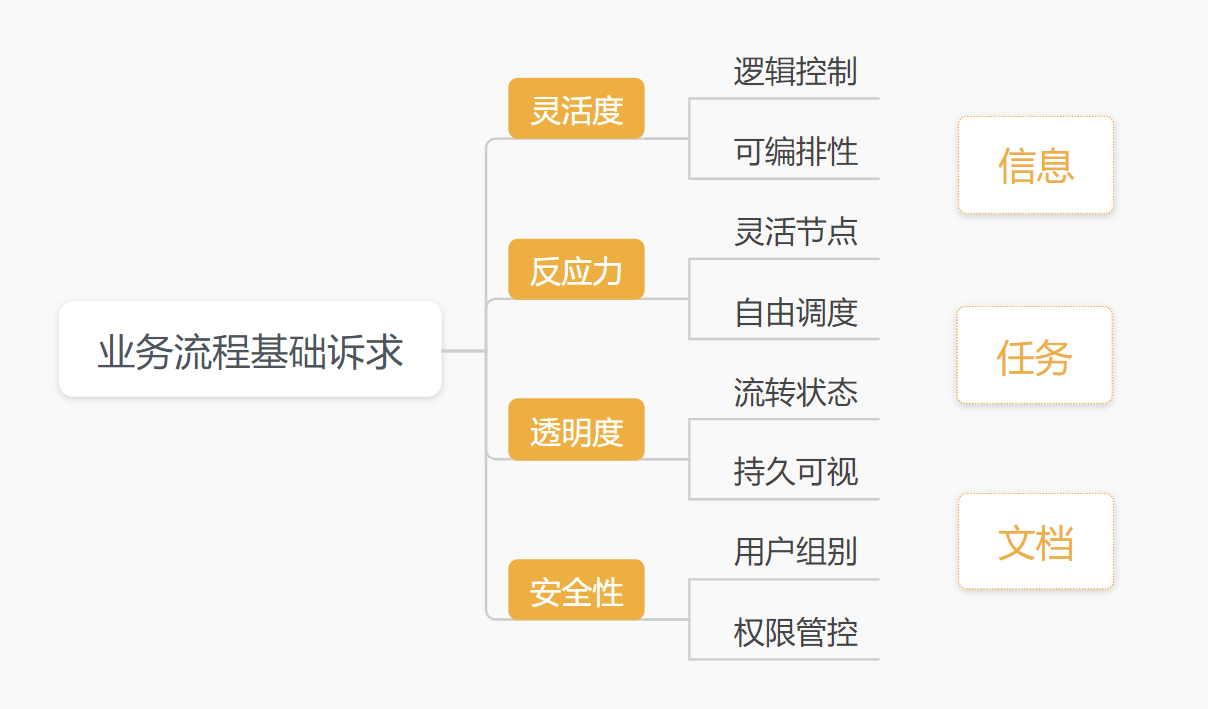 业务流程基础诉求
灵活度
逻辑控制
可编排性
反应力
灵活节点
自由调度
透明度
流转状态
持久可视
安全性
用户组别
权限管控
信息
任务
文档